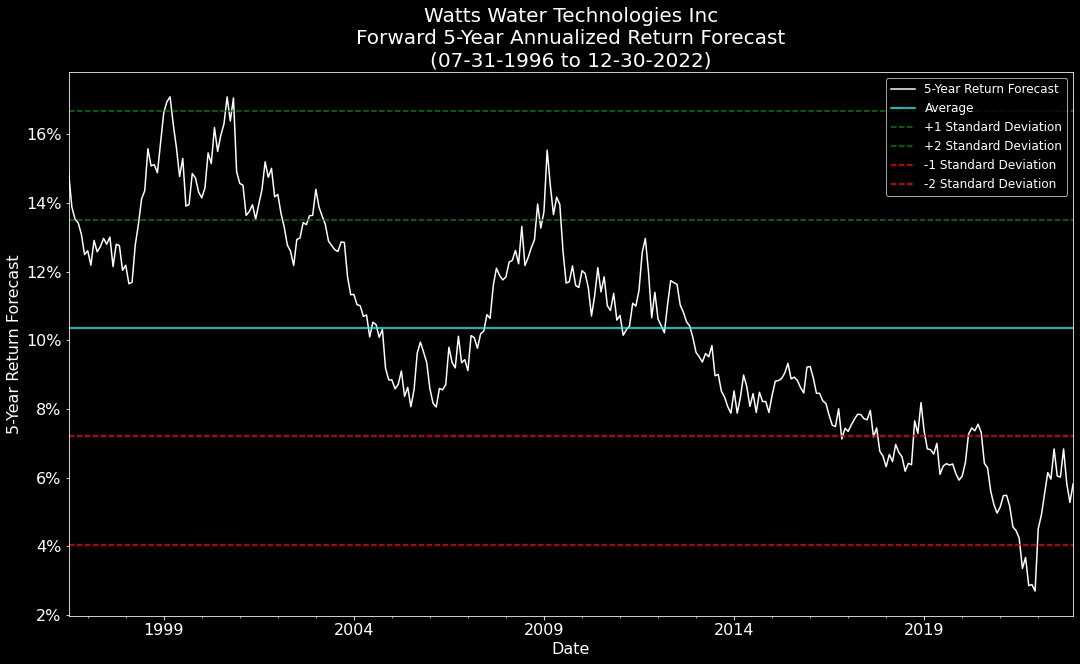 Watts Water Technologies Inc
Forward 5-Year Annualized Return Forecast
(07-31-1996 to 12-30-2022)
5-Year Return Forecast
Average
+1 Standard Deviation
+2 Standard Deviation
-1 Standard Deviation
-2 Standard Deviation
16%
14%
12%
10%
8%
6%
4%
2%
5-Year Return Forecast
1999
2004
2009
2014
2019
Date